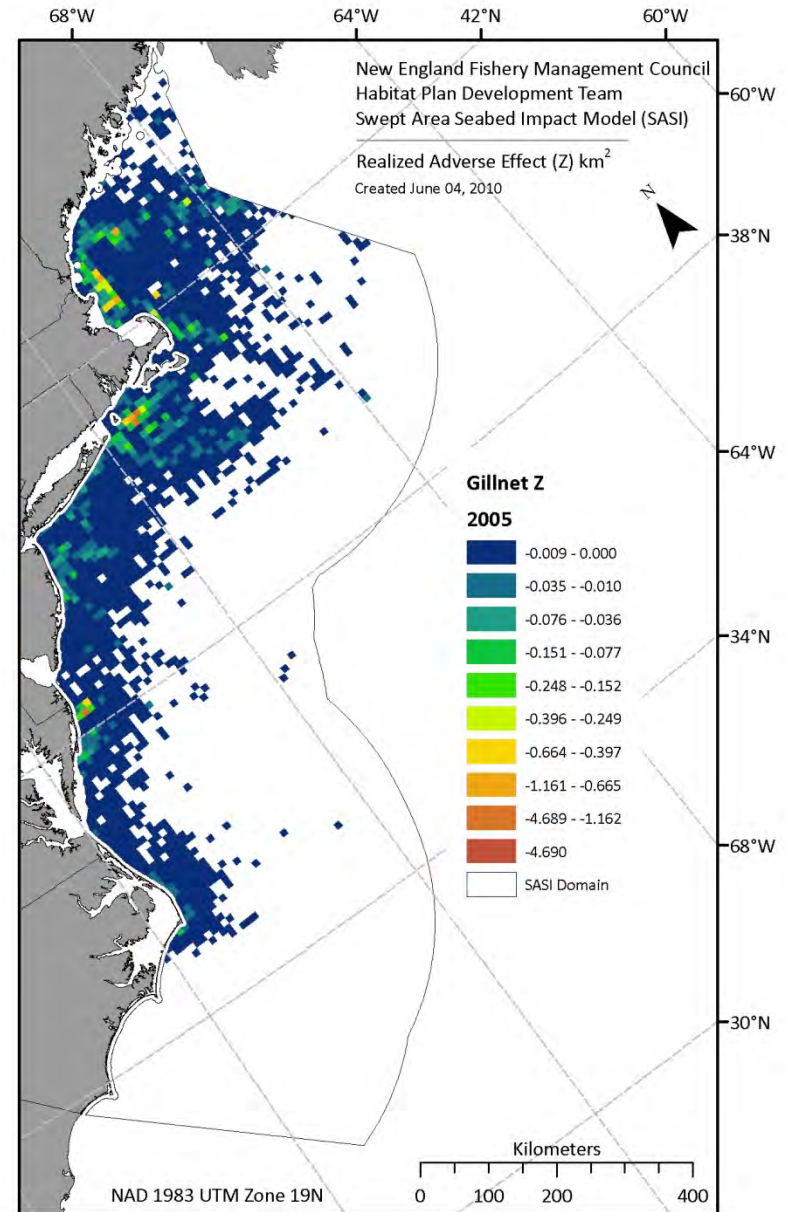 68°W 64°W 42°N 60°W
New England Fishery Management Council
Habitat Plan Development Team
Swept Area Seabed Impact Model (SASI)
Realized Adverse Effect (Z) km²
Created June 04, 2010
N
60°W
38°N
64°W
34°N
68°W
30°N
Gillnet Z
2005
-0.009 - 0.000
-0.035 - -0.010
-0.076 - -0.036
-0.151 - -0.077
-0.248 - -0.152
-0.396 - -0.249
-0.664 - -0.397
-1.161 - -0.665
-4.689 - -1.162
-4.690
SASI Domain
Kilometers
0 100 200 400
NAD 1983 UTM Zone 19N